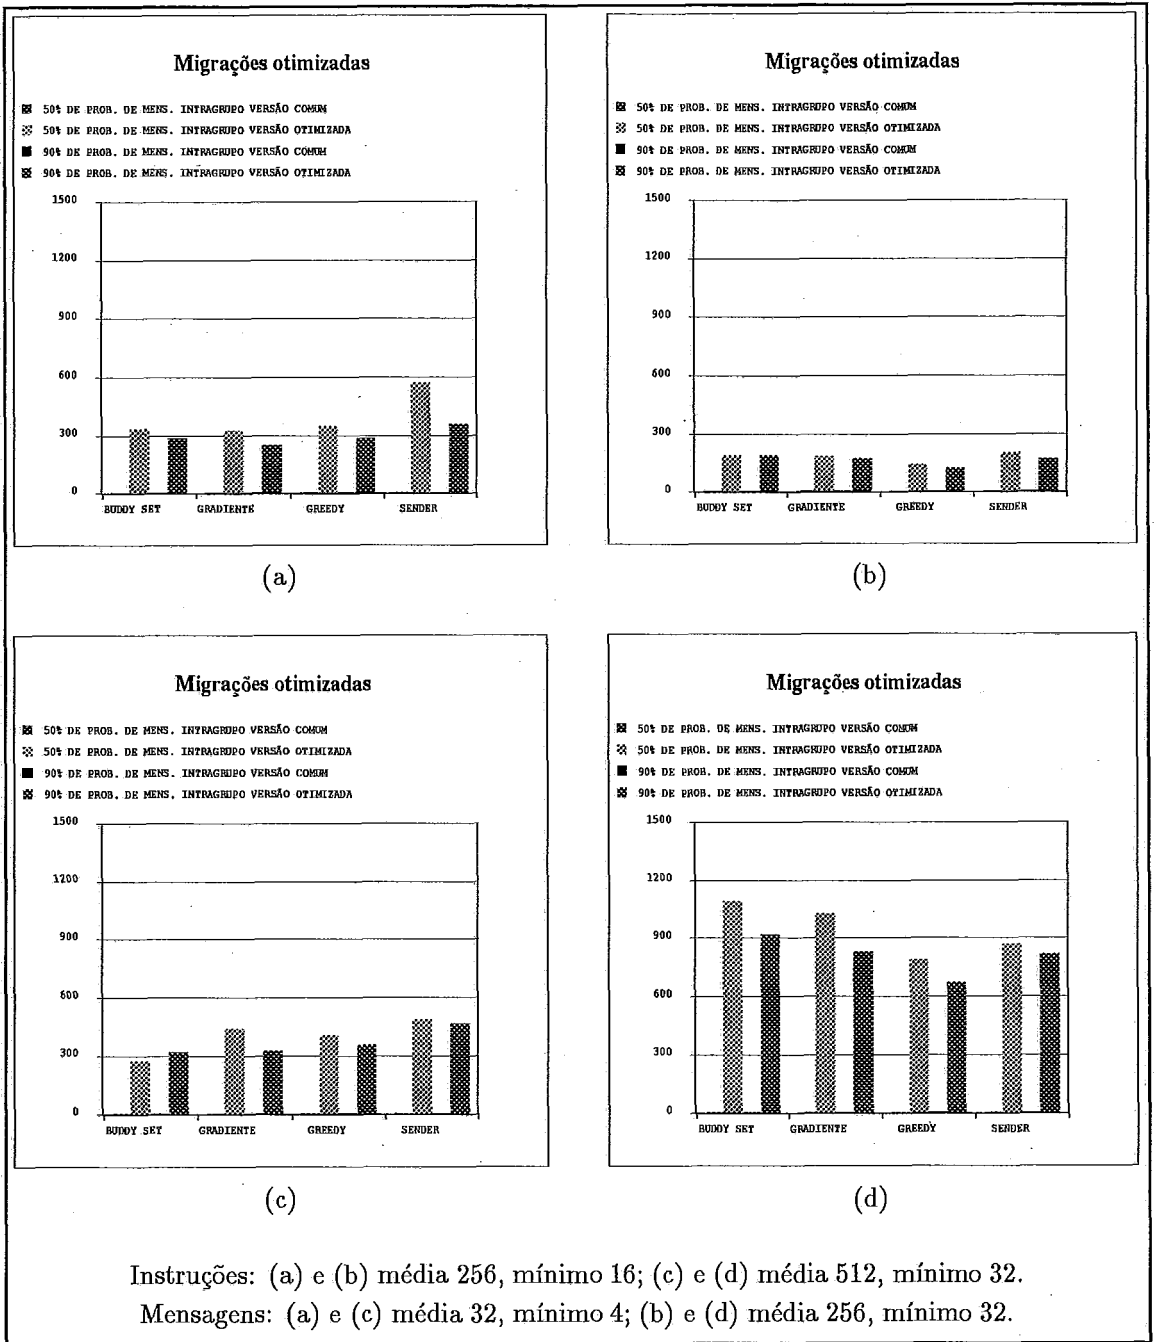 Migrações otimizadas
50% DE PROB. DE MENS. INTRAGRUPO VERSÃO COMUM
50% DE PROB. DE MENS. INTRAGRUPO VERSÃO OTIMIZADA
90% DE PROB. DE MENS. INTRAGRUPO VERSÃO COMUM
90% DE PROB. DE MENS. INTRAGRUPO VERSÃO OTIMIZADA
1500
1200
900
600
300
0
BUDDY SET GRADIENTE GREEDY SENDER
(a)
Migrações otimizadas
50% DE PROB. DE MENS. INTRAGRUPO VERSÃO COMUM
50% DE PROB. DE MENS. INTRAGRUPO VERSÃO OTIMIZADA
90% DE PROB. DE MENS. INTRAGRUPO VERSÃO COMUM
90% DE PROB. DE MENS. INTRAGRUPO VERSÃO OTIMIZADA
1500
1200
900
600
300
0
BUDDY SET GRADIENTE GREEDY SENDER
(b)
Migrações otimizadas
50% DE PROB. DE MENS. INTRAGRUPO VERSÃO COMUM
50% DE PROB. DE MENS. INTRAGRUPO VERSÃO OTIMIZADA
90% DE PROB. DE MENS. INTRAGRUPO VERSÃO COMUM
90% DE PROB. DE MENS. INTRAGRUPO VERSÃO OTIMIZADA
1500
1200
900
600
300
0
BUDDY SET GRADIENTE GREEDY SENDER
(c)
Migrações otimizadas
50% DE PROB. DE MENS. INTRAGRUPO VERSÃO COMUM
50% DE PROB. DE MENS. INTRAGRUPO VERSÃO OTIMIZADA
90% DE PROB. DE MENS. INTRAGRUPO VERSÃO COMUM
90% DE PROB. DE MENS. INTRAGRUPO VERSÃO OTIMIZADA
1500
1200
900
600
300
0
BUDDY SET GRADIENTE GREEDY SENDER
(d)
Instruções: (a) e (b) média 256, mínimo 16; (c) e (d) média 512, mínimo 32.
Mensagens: (a) e (c) média 32, mínimo 4; (b) e (d) média 256, mínimo 32.